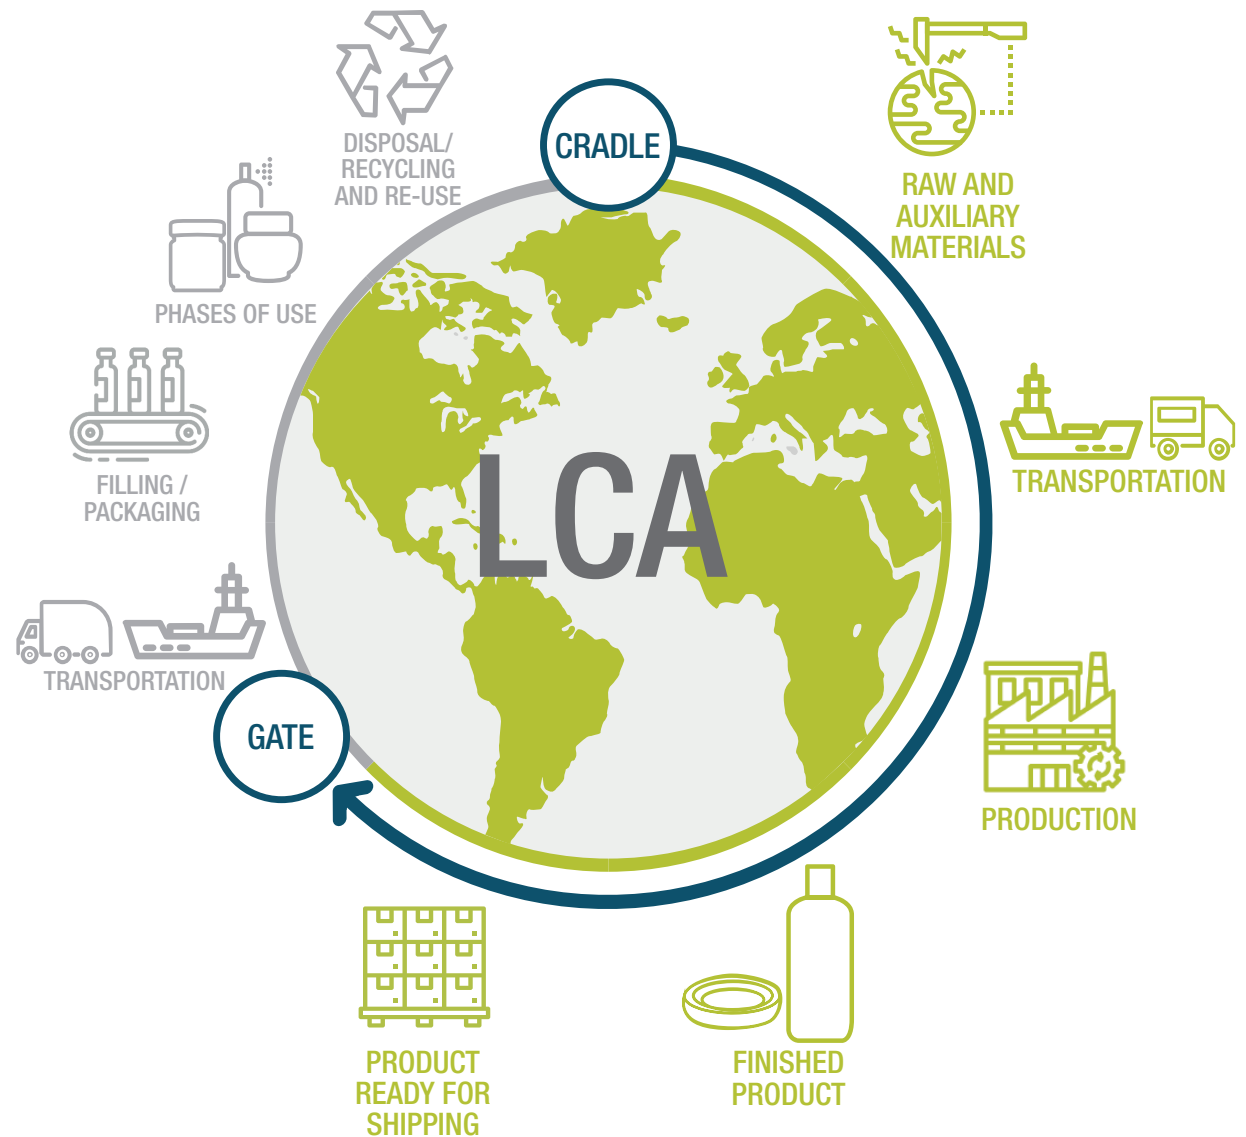 CRADLE
RAW AND
AUXILIARY
MATERIALS
TRANSPORTATION
PRODUCTION
FINISHED
PRODUCT
PRODUCT
READY FOR
SHIPPING
GATE
TRANSPORTATION
FILLING /
PACKAGING
PHASES OF USE
DISPOSAL/
RECYCLING
AND RE-USE
LCA